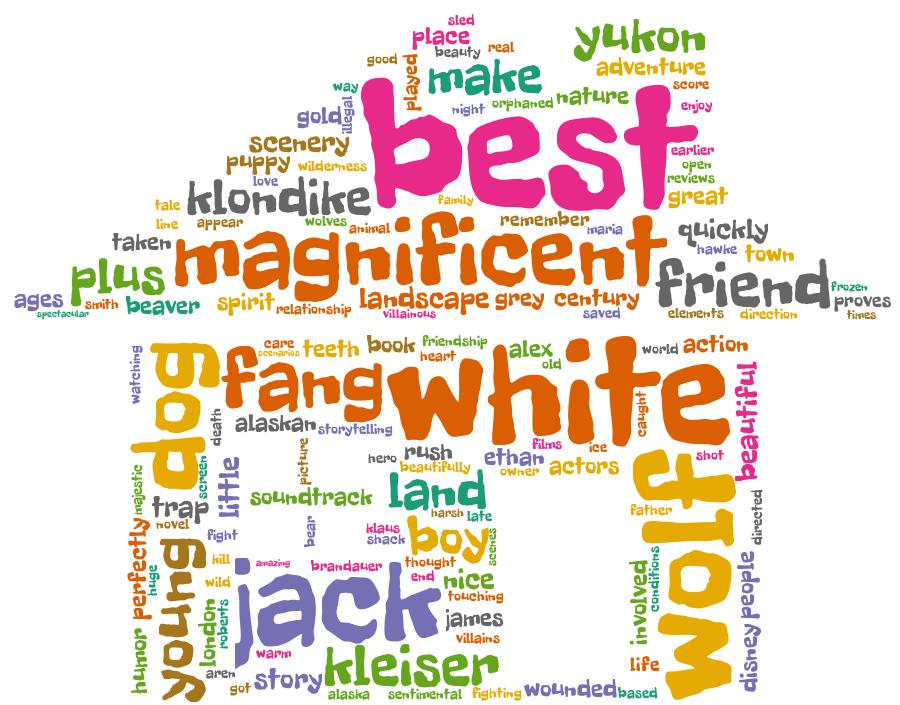 sled
place
yukon
beauty real
good played make adventure
way score
illegal night orphaned nature
best enjoy
gold
scenery earlier
puppy wilderness open
love reviews
klondike family great
tale
line appear wolves animal remember maria quickly
taken magnificent hawke town
plus friend frozen
ages smith beaver spirit relationship landscape grey century proves
spectacular villainous saved elements direction times
care teeth book friendship alex white world action
scenarios heart old
watching dog fang caught beautiful
death alaskan storytelling
films ice
picture hero rush ethan shot
beautifully owner actors
screen little land wolf
majestic soundtrack
trap harsh late father directed
novel bear klaus boy
perfectly fight shack scenes
huge young kill amazing brandauer thought involved conditions people
wild jack end nice
touching
london roberts james
humor warm villains
aren story kleiser life disney
got alaska sentimental fighting wounded based